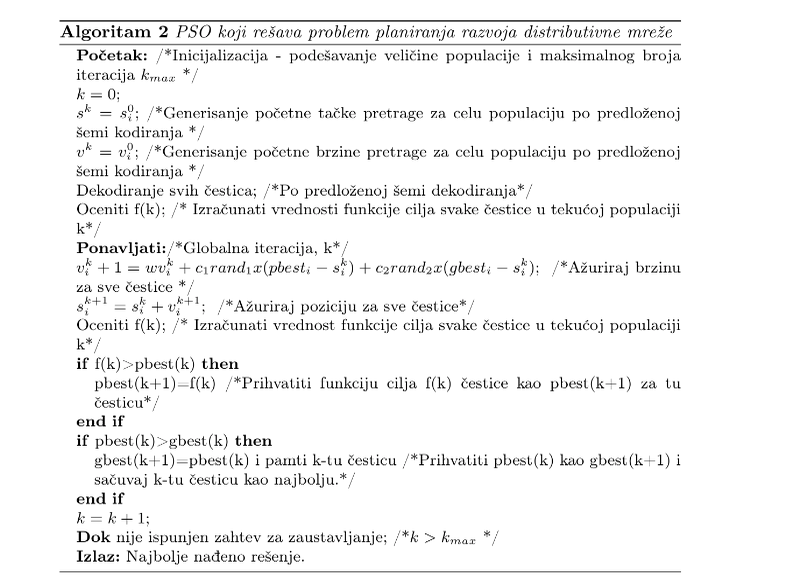 Algoritam 2 PSO koji rešava problem planiranja razvoja distributivne mreže
Početak: /*Inicijalizacija - podešavanje veličine populacije i maksimalnog broja
iteracija k_{max} */
k = 0;
s^k = s_i^0; /*Generisanje početne tačke pretrage za celu populaciju po predloženoj
šemi kodiranja */
v^k = v_i^0; /*Generisanje početne brzine pretrage za celu populaciju po predloženoj
šemi kodiranja */
Dekodiranje svih čestica; /*Po predloženoj šemi dekodiranja*/
Oceniti f(k); /* Izračunati vrednosti funkcije cilja svake čestice u tekućoj populaciji
k*/
Ponavljati:/*Globalna iteracija, k*/
v_i^k + 1 = wv_i^k + c_1rand_1x(pbest_i − s_i^k) + c_2rand_2x(gbest_i − s_i^k); /*Ažuriraj brzinu
za sve čestice */
s_i^{k+1} = s_i^k + v_i^{k+1}; /*Ažuriraj poziciju za sve čestice*/
Oceniti f(k); /* Izračunati vrednost funkcije cilja svake čestice u tekućoj populaciji
k*/
if f(k)>pbest(k) then
pbest(k+1)=f(k) /*Prihvatiti funkciju cilja f(k) čestice kao pbest(k+1) za tu
česticu*/
end if
if pbest(k)>gbest(k) then
gbest(k+1)=pbest(k) i pamti k-tu česticu /*Prihvatiti pbest(k) kao gbest(k+1) i
sačuvaj k-tu česticu kao najbolju.*/
end if
k = k + 1;
Dok nije ispunjen zahtev za zaustavljanje; /*k > k_{max} */
Izlaz: Najbolje nađeno rešenje.